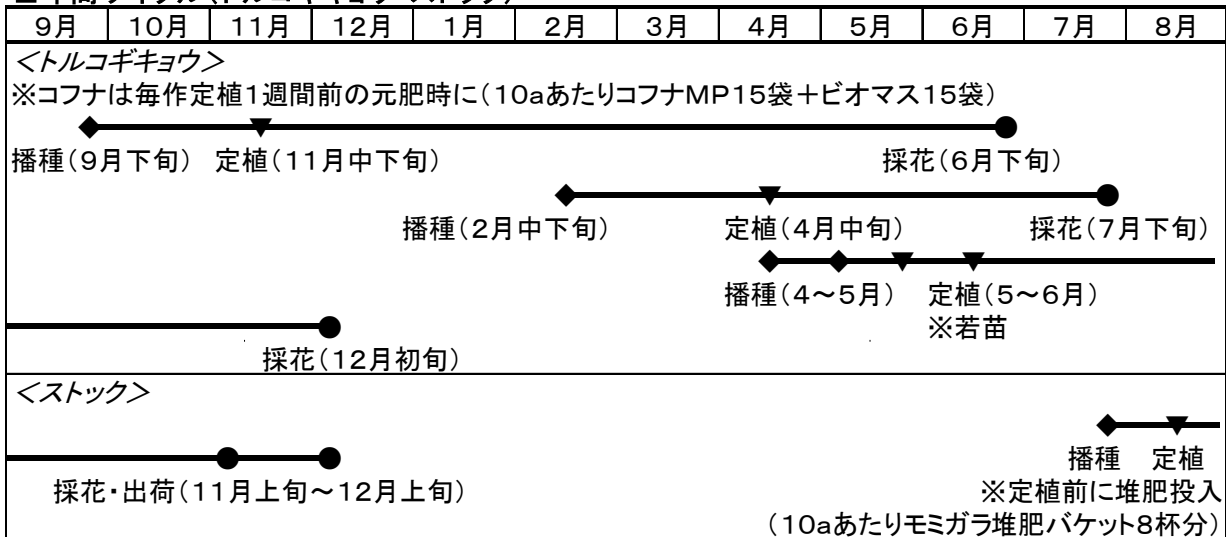 9月 10月 11月 12月 1月 2月 3月 4月 5月 6月 7月 8月
＜トルコギキョウ＞
※コフナは毎作定植１週間前の元肥時に（１０aあたりコフナMP１５袋＋ビオマス１５袋）
播種（９月下旬） 定植（１１月中下旬） 採花（６月下旬）
播種（２月中下旬） 定植（４月中旬） 採花（７月下旬）
播種（４～５月） 定植（５～６月）
※若苗
採花（１２月初旬）
＜ストック＞
播種 定植
採花・出荷（１１月上旬～１２月上旬） ※定植前に堆肥投入
（１０aあたりモミガラ堆肥バケット８杯分）